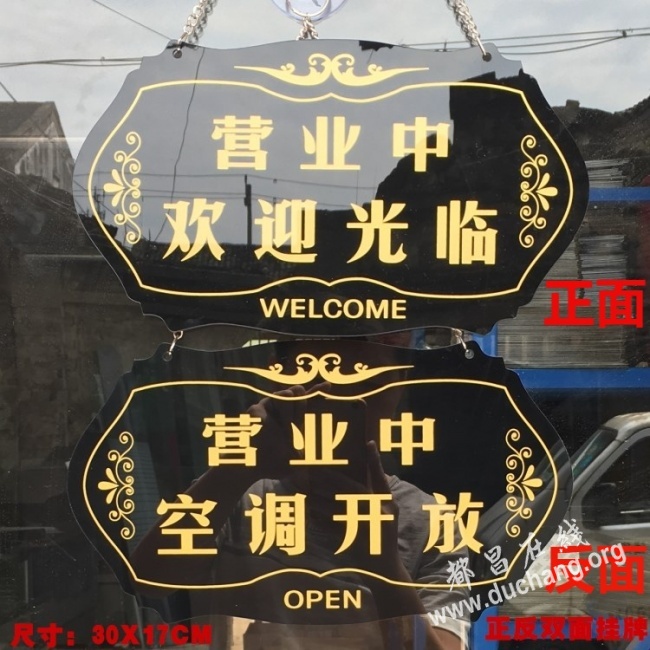 营业中
欢迎光临
WELCOME
正面
营业中
空调开放
OPEN
反面
都昌在线
www.duchang.org
尺寸：30X17CM
正反双面挂牌